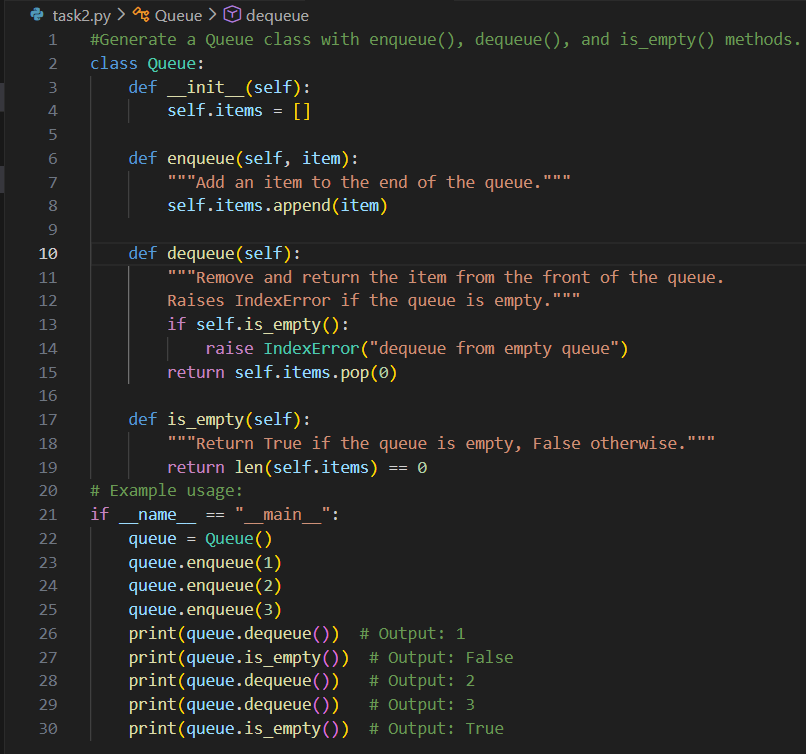 task2.py > Queue > dequeue
1 #Generate a Queue class with enqueue(), dequeue(), and is_empty() methods.
2 class Queue:
3     def __init__(self):
4         self.items = []
5
6     def enqueue(self, item):
7         """Add an item to the end of the queue."""
8         self.items.append(item)
9
10     def dequeue(self):
11         """Remove and return the item from the front of the queue.
12         Raises IndexError if the queue is empty."""
13         if self.is_empty():
14             raise IndexError("dequeue from empty queue")
15         return self.items.pop(0)
16
17     def is_empty(self):
18         """Return True if the queue is empty, False otherwise."""
19         return len(self.items) == 0
20 # Example usage:
21 if __name__ == "__main__":
22     queue = Queue()
23     queue.enqueue(1)
24     queue.enqueue(2)
25     queue.enqueue(3)
26     print(queue.dequeue())  # Output: 1
27     print(queue.is_empty())  # Output: False
28     print(queue.dequeue())   # Output: 2
29     print(queue.dequeue())   # Output: 3
30     print(queue.is_empty())  # Output: True